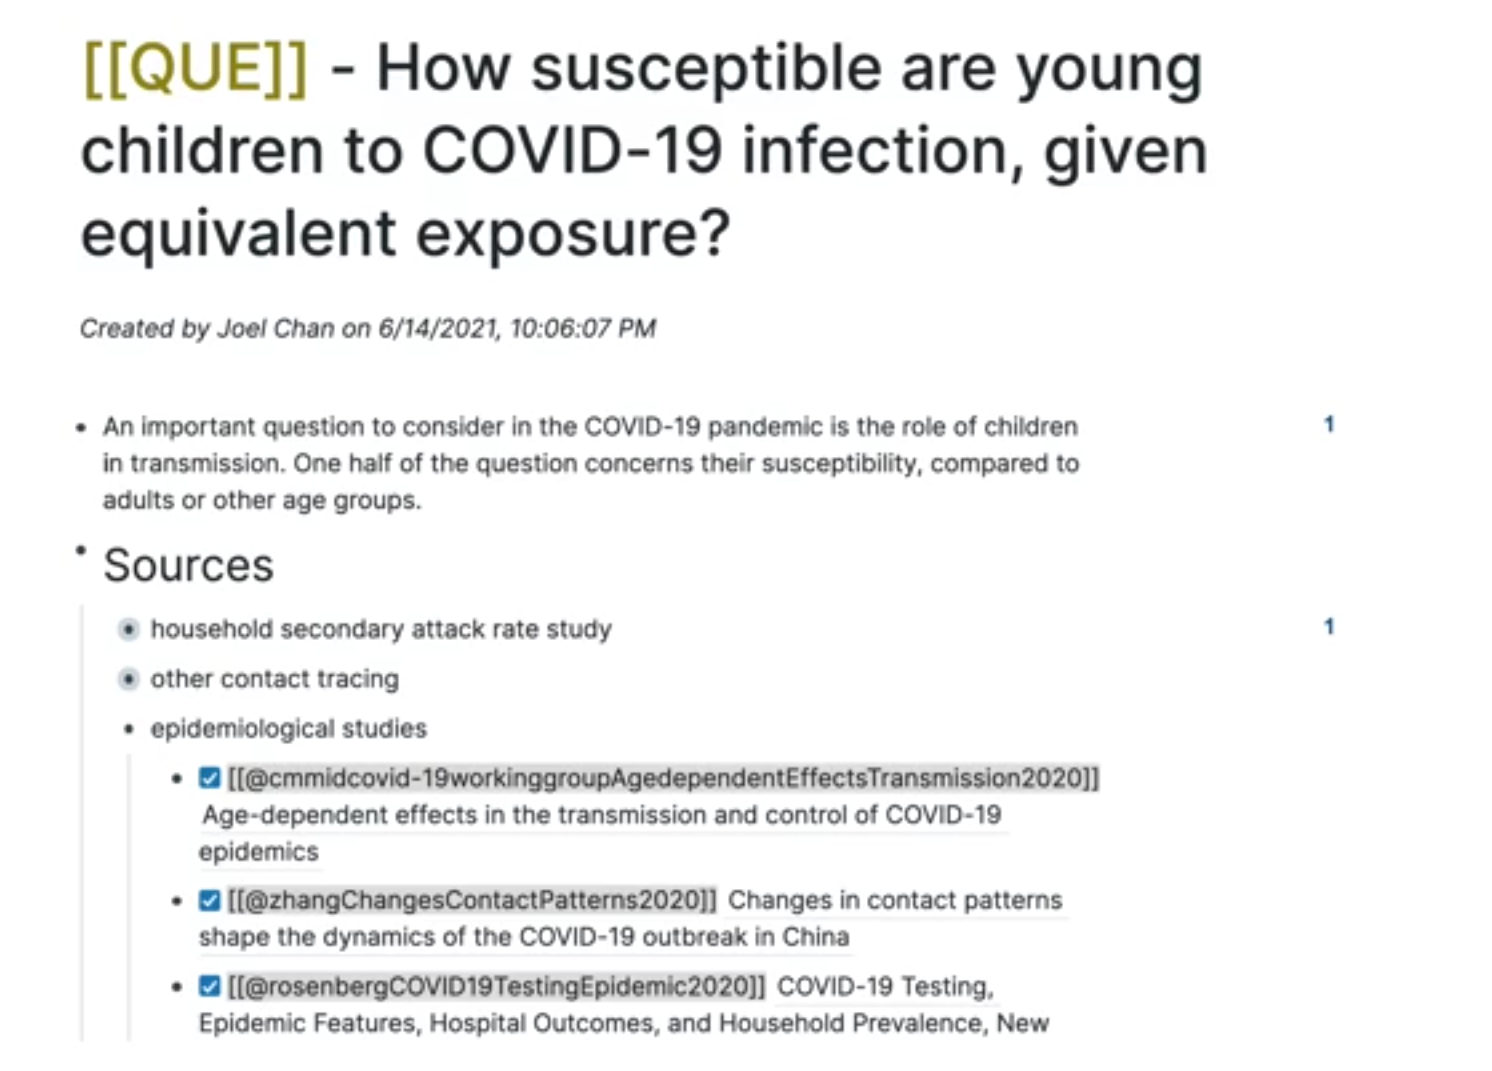 [[QUE]] - How susceptible are young
children to COVID-19 infection, given
equivalent exposure?
Created by Joel Chan on 6/14/2021, 10:06:07 PM
• An important question to consider in the COVID-19 pandemic is the role of children 1
in transmission. One half of the question concerns their susceptibility, compared to
adults or other age groups.
• Sources
• household secondary attack rate study 1
• other contact tracing
• epidemiological studies
• [[@cmmidcovid-19workinggroupAgedependentEffectsTransmission2020]]
Age-dependent effects in the transmission and control of COVID-19
epidemics
• [[@zhangChangesContactPatterns2020]] Changes in contact patterns
shape the dynamics of the COVID-19 outbreak in China
• [[@rosenbergCOVID19TestingEpidemic2020]] COVID-19 Testing,
Epidemic Features, Hospital Outcomes, and Household Prevalence, New